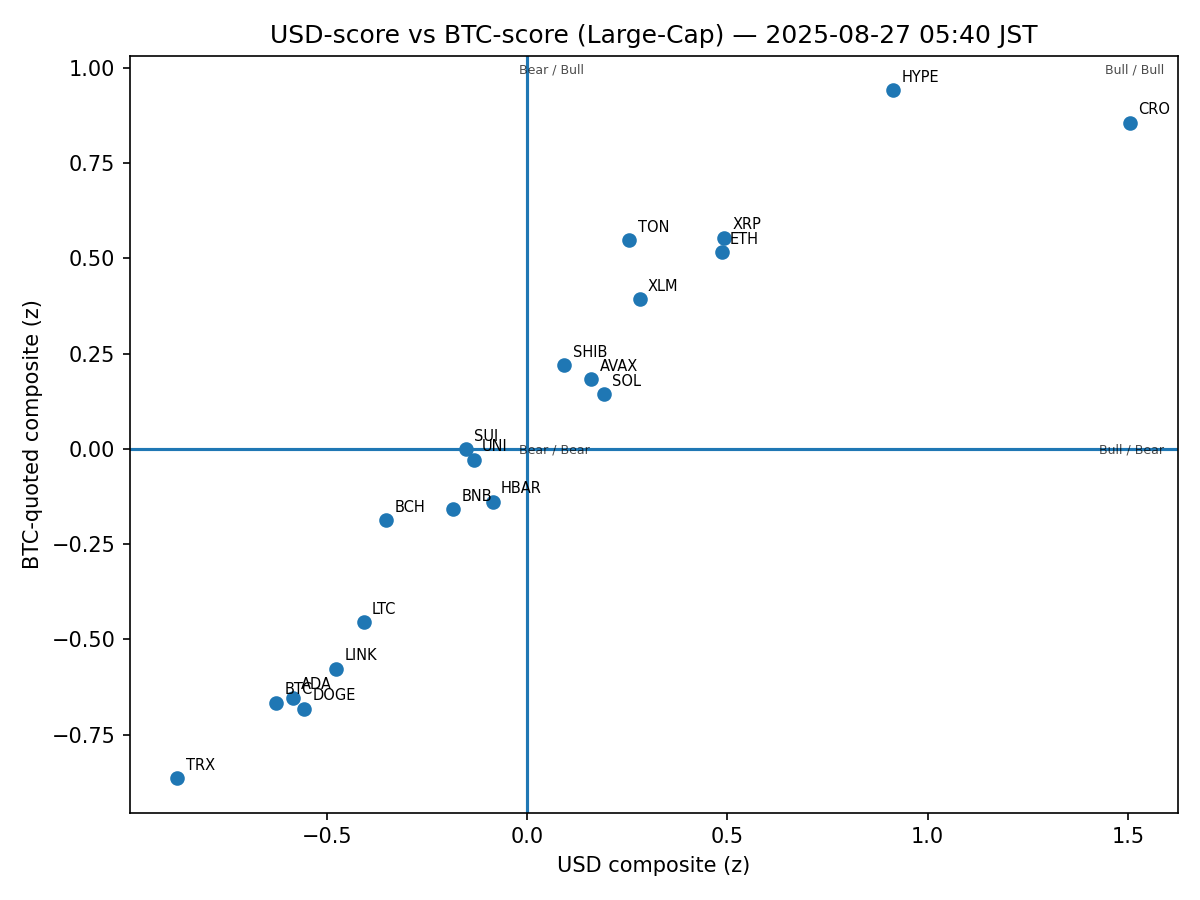 USD-score vs BTC-score (Large-Cap) — 2025-08-27 05:40 JST
Bear / Bull
Bull / Bull
HYPE
CRO
TON
XRP
ETH
XLM
SHIB
AVAX
SOL
SUI
UNI
Bear / Bear
Bull / Bear
HBAR
BNB
BCH
LTC
LINK
ADA
BTC
DOGE
TRX
1.00
0.75
0.50
0.25
0.00
−0.25
−0.50
−0.75
BTC-quoted composite (z)
−0.5
0.0
0.5
1.0
1.5
USD composite (z)